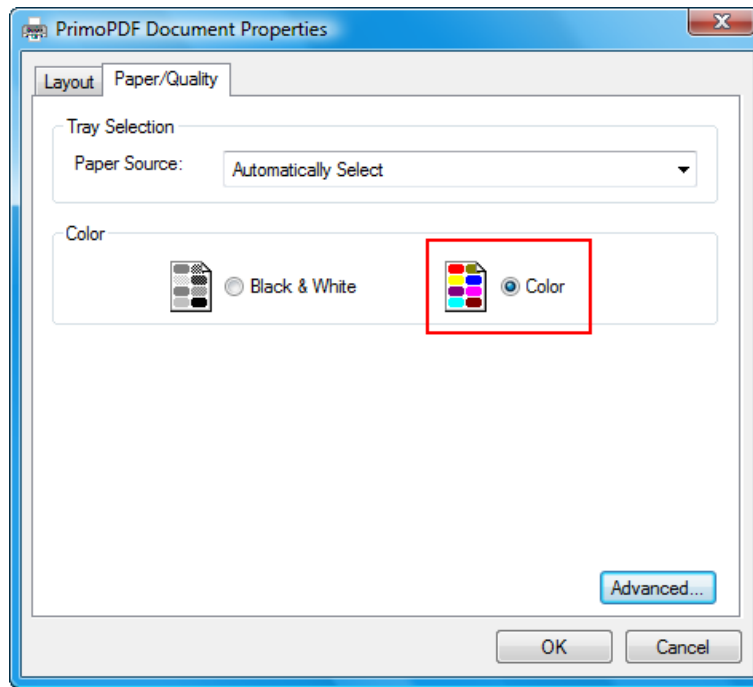 PrimoPDF Document Properties
Layout Paper/Quality
Tray Selection
Paper Source: Automatically Select
Color
Black & White Color
Advanced...
OK Cancel